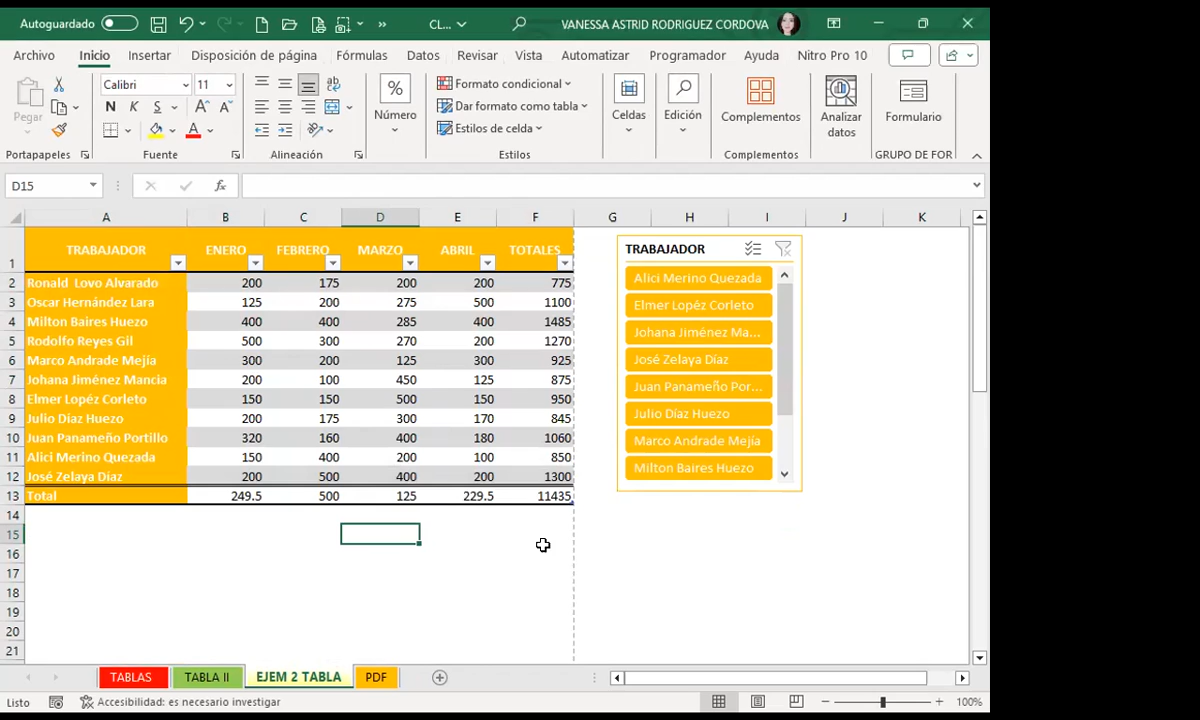 Autoguardado CL... VANESSA ASTRID RODRIGUEZ CORDOVA
Archivo Inicio Insertar Disposición de página Fórmulas Datos Revisar Vista Automatizar Programador Ayuda Nitro Pro 10
Pegar
Calibri 11
N K S
Número
Formato condicional
Dar formato como tabla
Estilos de celda
Celdas
Edición
Complementos
Analizar datos
Formulario
Portapapeles Fuente Alineación Estilos Complementos GRUPO DE FOR
D15 fx
A B C D E F G H I J K
1 TRABAJADOR ENERO FEBRERO MARZO ABRIL TOTALES
2 Ronald Lovo Alvarado 200 175 200 200 775
3 Oscar Hernández Lara 125 200 275 500 1100
4 Milton Baires Huezo 400 400 285 400 1485
5 Rodolfo Reyes Gil 500 300 270 200 1270
6 Marco Andrade Mejía 300 200 125 300 925
7 Johana Jiménez Mancia 200 100 450 125 875
8 Elmer Lopéz Corleto 150 150 500 150 950
9 Julio Díaz Huezo 200 175 300 170 845
10 Juan Panameño Portillo 320 160 400 180 1060
11 Alici Merino Quezada 150 400 200 100 850
12 José Zelaya Díaz 200 500 400 200 1300
13 Total 249.5 500 125 229.5 11435
14
15
16
17
18
19
20
21
TRABAJADOR
Alici Merino Quezada
Elmer Lopéz Corleto
Johana Jiménez Ma...
José Zelaya Díaz
Juan Panameño Por...
Julio Díaz Huezo
Marco Andrade Mejía
Milton Baires Huezo
TABLAS TABLA II EJEM 2 TABLA PDF
Listo Accesibilidad: es necesario investigar 100%